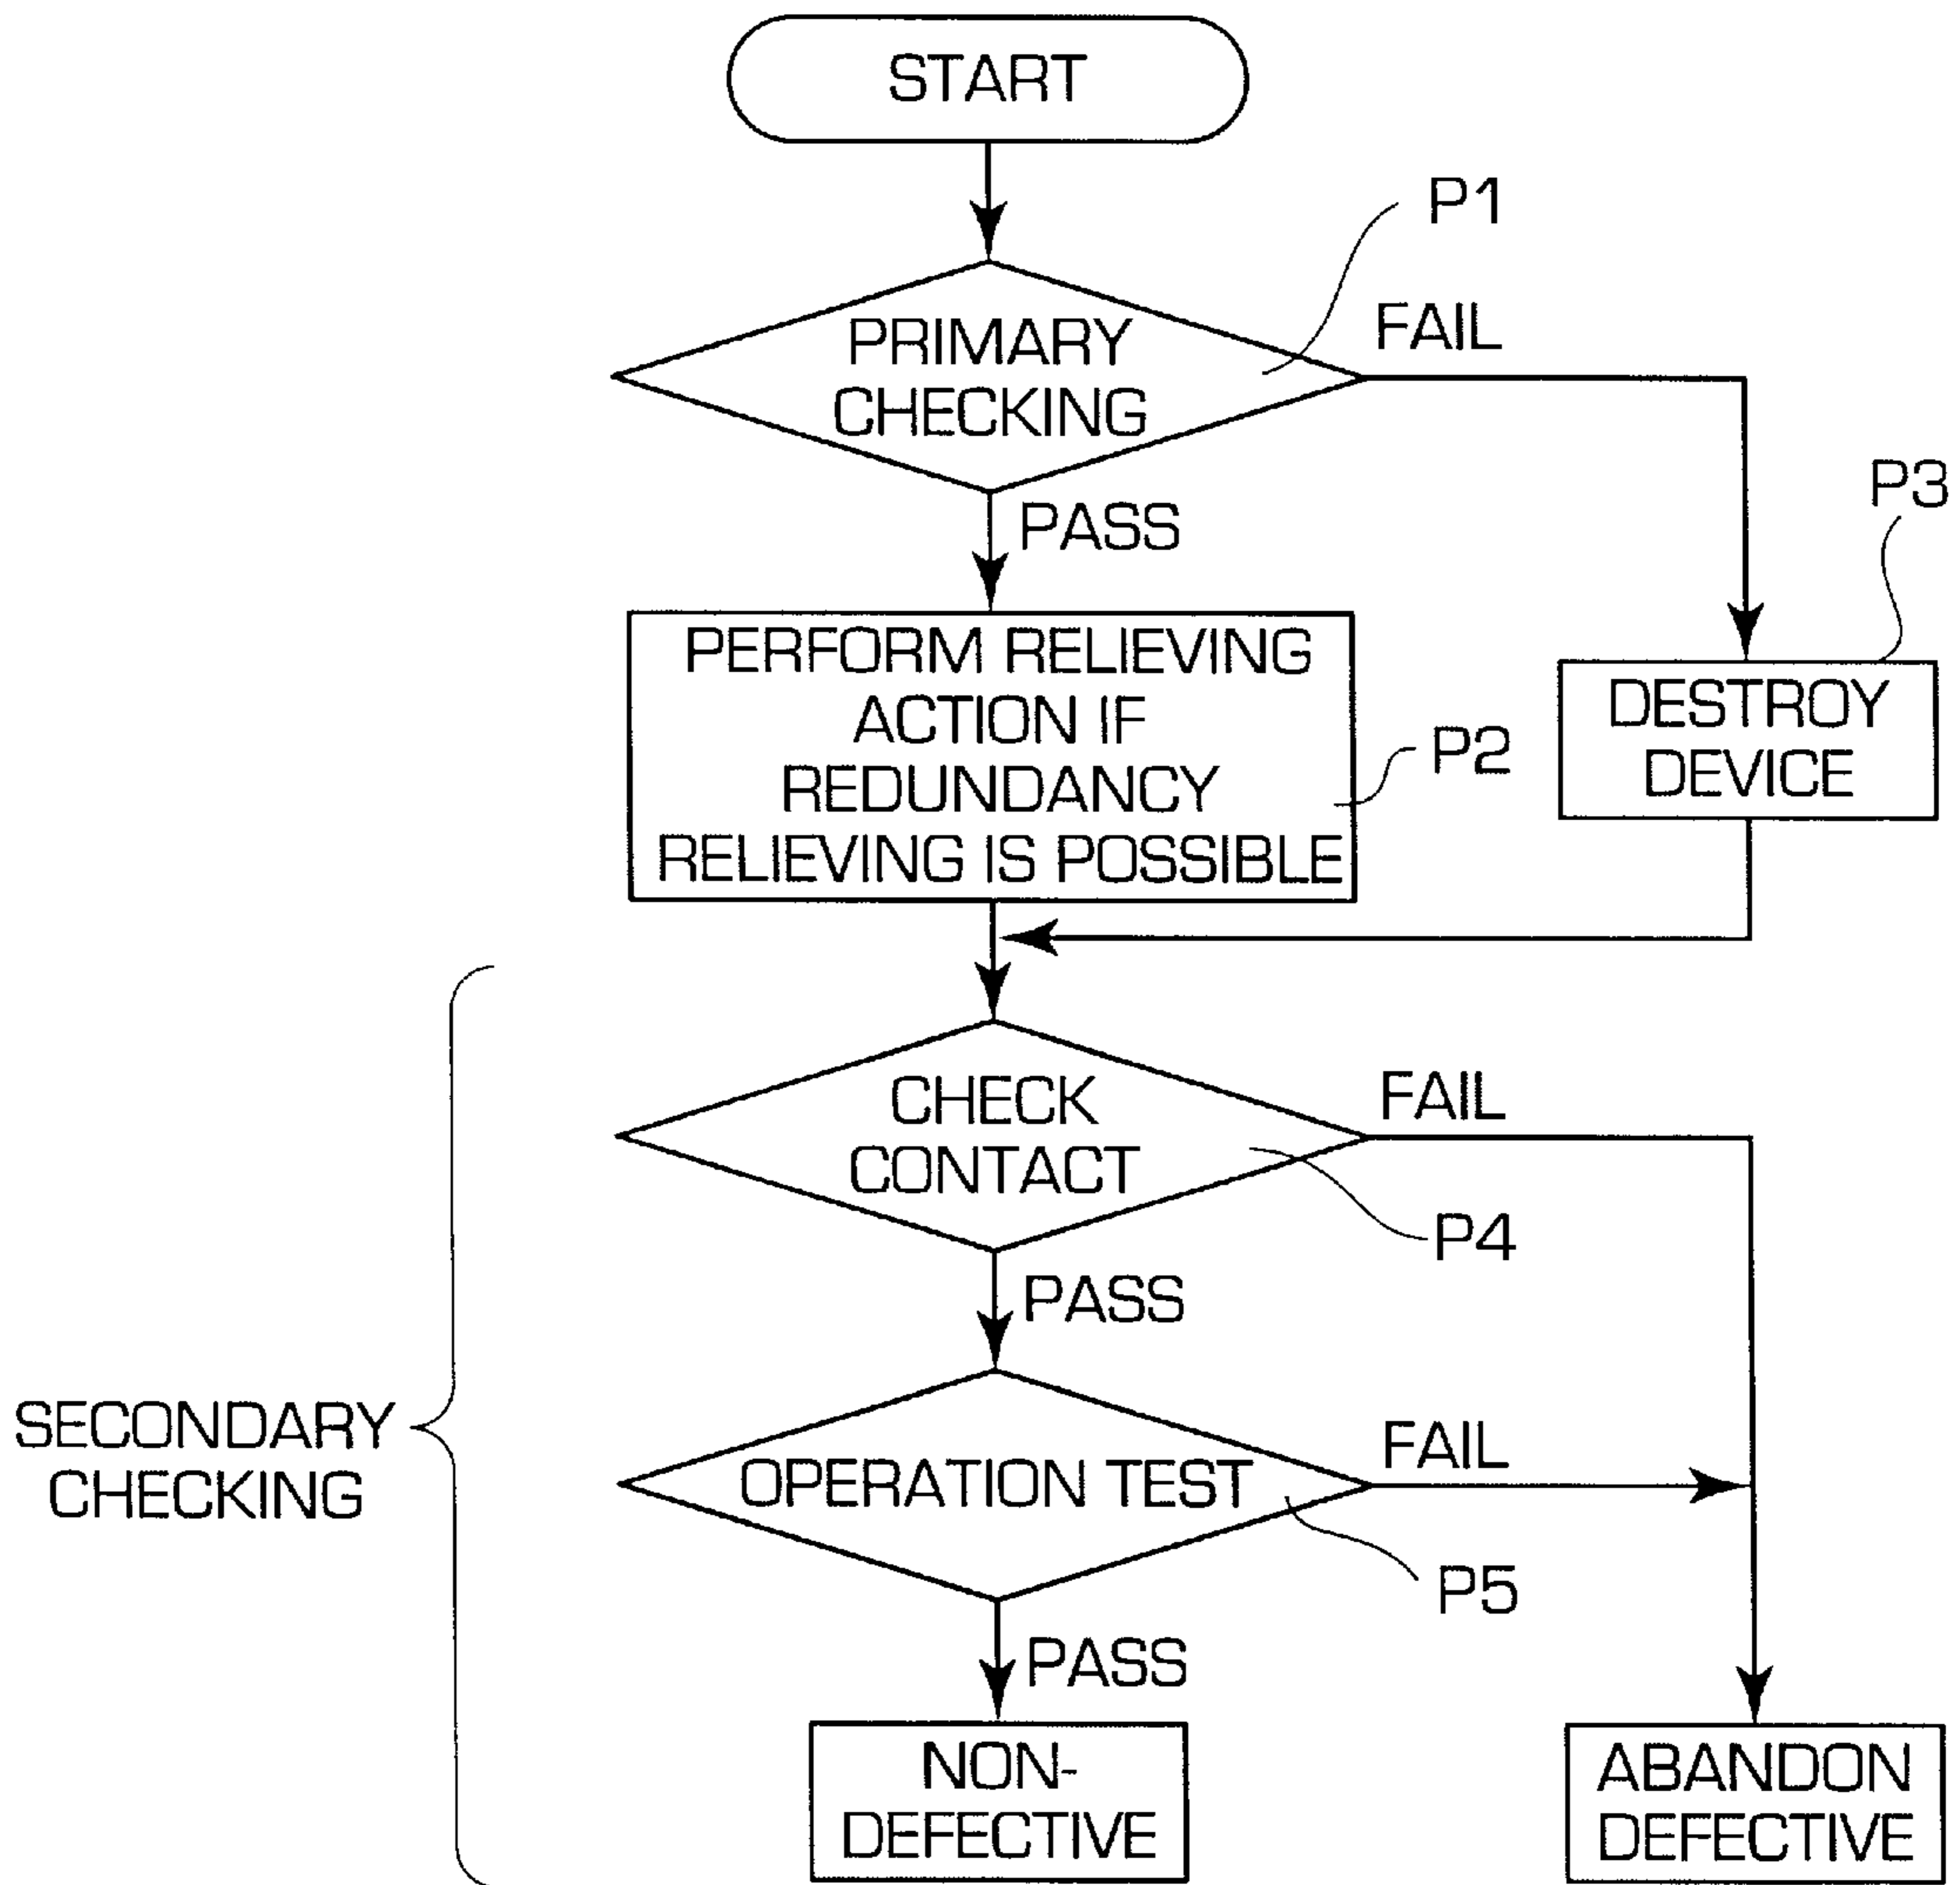 START
P1
PRIMARY
CHECKING
FAIL
PASS
P3
PERFORM RELIEVING
ACTION IF
REDUNDANCY
RELIEVING IS POSSIBLE
P2
DESTROY
DEVICE
CHECK
CONTACT
FAIL
P4
PASS
SECONDARY
CHECKING
OPERATION TEST
FAIL
P5
PASS
NON-
DEFECTIVE
ABANDON
DEFECTIVE